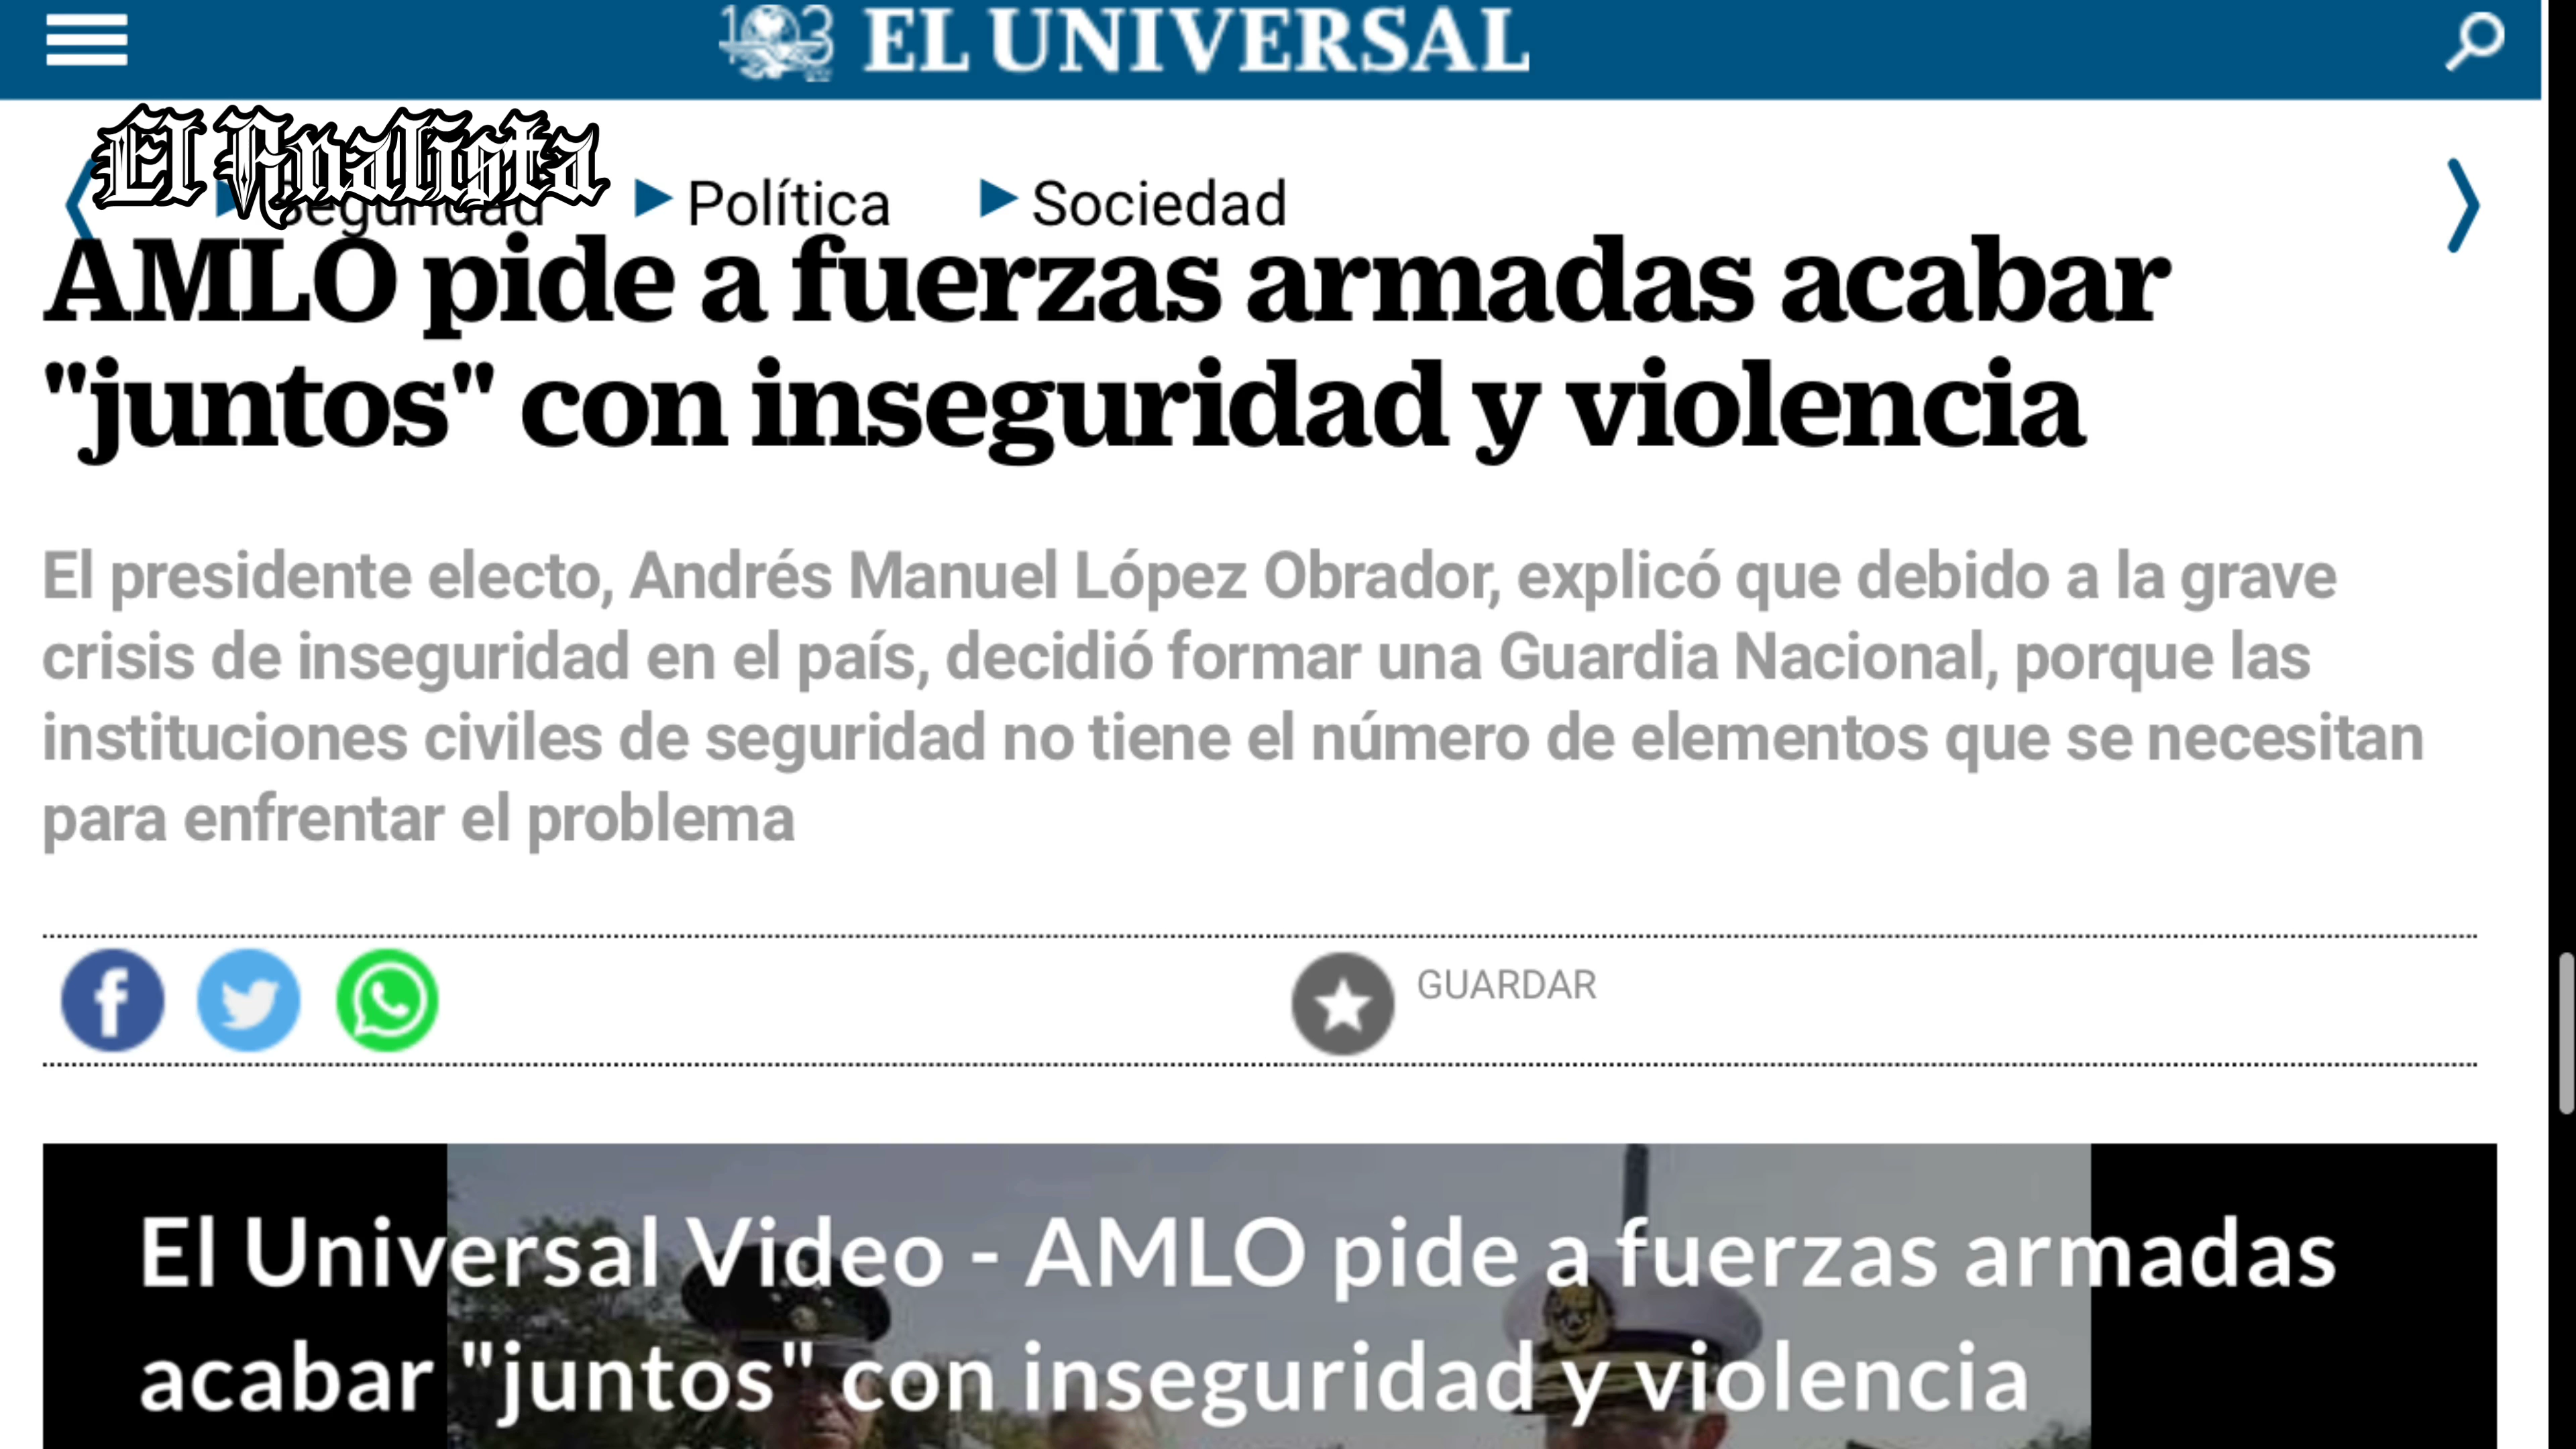 103 EL UNIVERSAL
El Analista
Seguridad Política Sociedad
AMLO pide a fuerzas armadas acabar
"juntos" con inseguridad y violencia
El presidente electo, Andrés Manuel López Obrador, explicó que debido a la grave
crisis de inseguridad en el país, decidió formar una Guardia Nacional, porque las
instituciones civiles de seguridad no tiene el número de elementos que se necesitan
para enfrentar el problema
GUARDAR
El Universal Video - AMLO pide a fuerzas armadas
acabar "juntos" con inseguridad y violencia